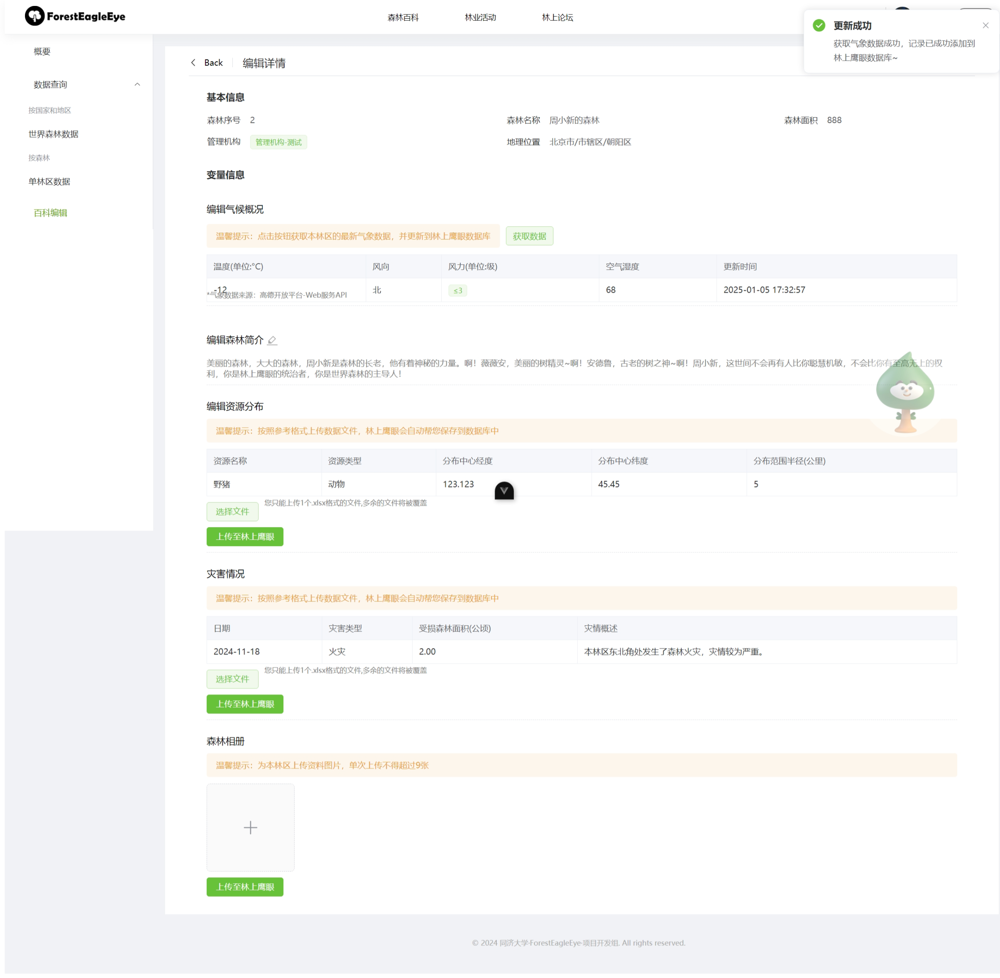 ForestEagleEye
森林百科 林业活动 林上论坛
更新成功
获取气象数据成功，记录已成功添加到
林上鹰眼数据库~
概要
数据查询
按国家和地区
世界森林数据
按森林
单林区数据
百科编辑
Back 编辑详情
基本信息
森林序号 2 森林名称 周小新的森林 森林面积 888
管理机构 管理机构-测试 地理位置 北京市/市辖区/朝阳区
变量信息
编辑气候概况
温馨提示：点击按钮获取本林区的最新气象数据，并更新到林上鹰眼数据库 获取数据
温度(单位:°C) 风向 风力(单位:级) 空气湿度 更新时间
-12 北 ≤3 68 2025-01-05 17:32:57
*气象数据来源：高德开放平台-Web服务API
编辑森林简介
美丽的森林，大大的森林，周小新是森林的长老，他有着神秘的力量。啊！薇薇安，美丽的树精灵~啊！安德鲁，古老的树之神~啊！周小新，这世间不会再有人比你聪慧机敏，不会比你有至高无上的权
利，你是林上鹰眼的统治者，你是世界森林的主导人！
编辑资源分布
温馨提示：按照参考格式上传数据文件，林上鹰眼会自动帮您保存到数据库中
资源名称 资源类型 分布中心经度 分布中心纬度 分布范围半径(公里)
野猪 动物 123.123 45.45 5
选择文件 您只能上传1个.xlsx格式的文件,多余的文件将被覆盖
上传至林上鹰眼
灾害情况
温馨提示：按照参考格式上传数据文件，林上鹰眼会自动帮您保存到数据库中
日期 灾害类型 受损森林面积(公顷) 灾情概述
2024-11-18 火灾 2.00 本林区东北角处发生了森林火灾，灾情较为严重。
选择文件 您只能上传1个.xlsx格式的文件,多余的文件将被覆盖
上传至林上鹰眼
森林相册
温馨提示：为本林区上传资料图片，单次上传不得超过9张
上传至林上鹰眼
© 2024 同济大学·ForestEagleEye·项目开发组. All rights reserved.